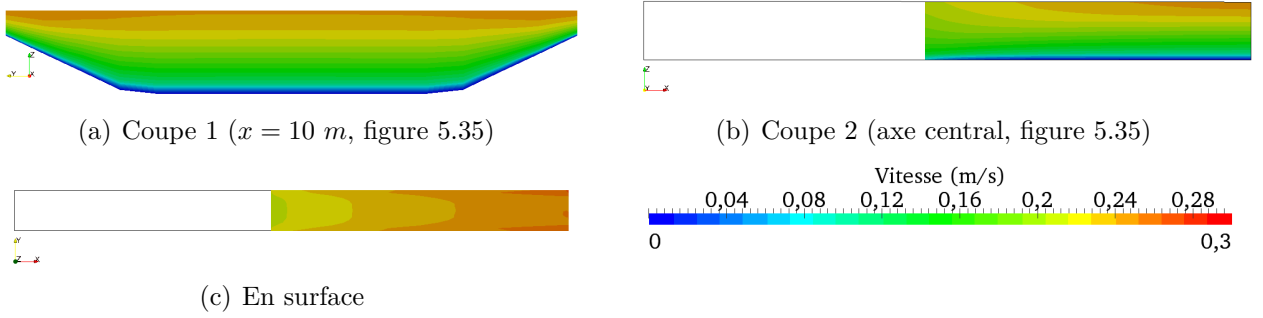 Z
Y
X
(a) Coupe 1 (x = 10 m, figure 5.35)
Z
Y
X
(b) Coupe 2 (axe central, figure 5.35)
Y
Z
X
(c) En surface
Vitesse (m/s)
0,04 0,08 0,12 0,16 0,2 0,24 0,28
0 0,3